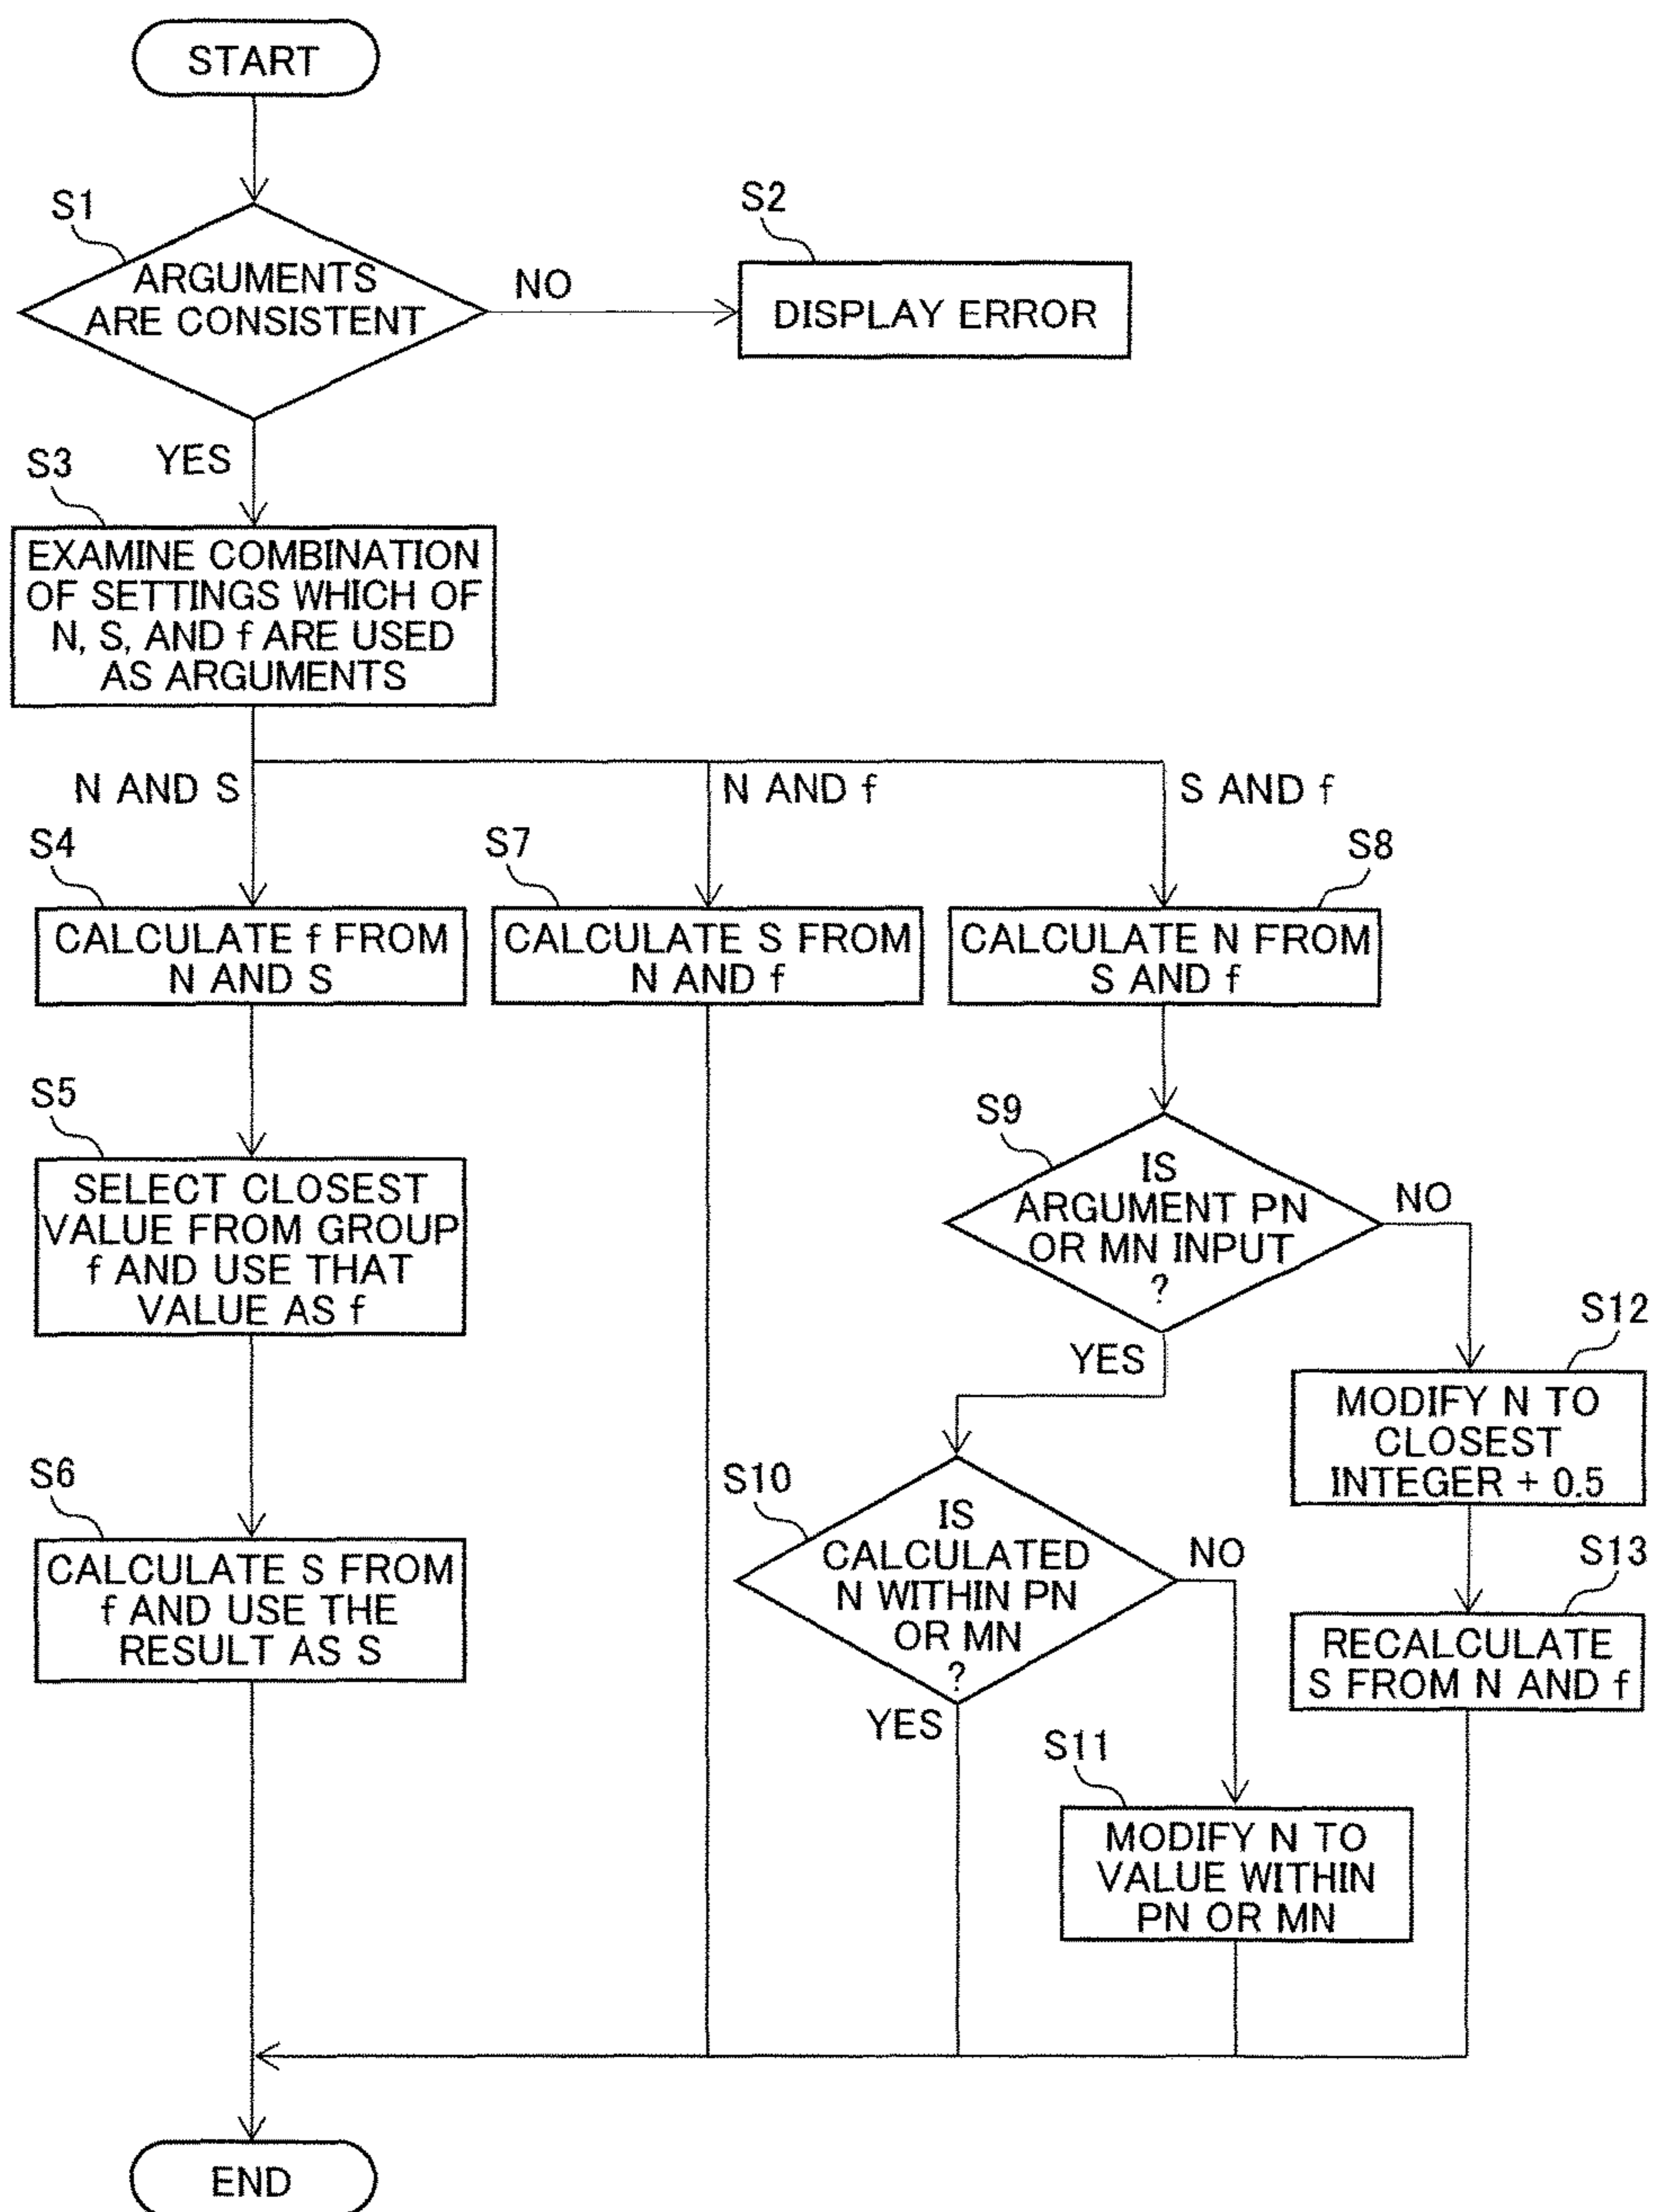 START
S1
ARGUMENTS
ARE CONSISTENT
NO
S2
DISPLAY ERROR
YES
S3
EXAMINE COMBINATION
OF SETTINGS WHICH OF
N, S, AND f ARE USED
AS ARGUMENTS
N AND S
N AND f
S AND f
S4
CALCULATE f FROM
N AND S
S7
CALCULATE S FROM
N AND f
S8
CALCULATE N FROM
S AND f
S5
SELECT CLOSEST
VALUE FROM GROUP
f AND USE THAT
VALUE AS f
S9
IS
ARGUMENT PN
OR MN INPUT
?
NO
YES
S12
MODIFY N TO
CLOSEST
INTEGER + 0.5
S6
CALCULATE S FROM
f AND USE THE
RESULT AS S
S10
IS
CALCULATED
N WITHIN PN
OR MN
?
NO
YES
S13
RECALCULATE
S FROM N AND f
S11
MODIFY N TO
VALUE WITHIN
PN OR MN
END